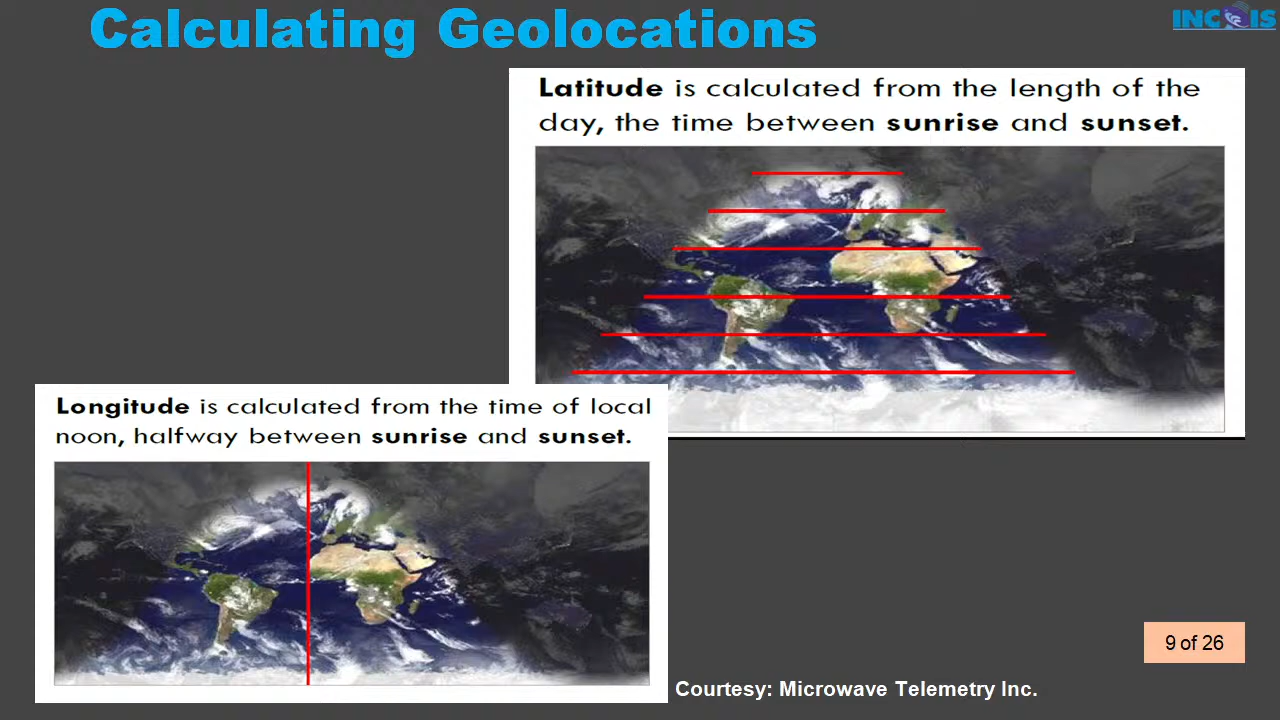 Calculating Geolocations
INCOIS
Latitude is calculated from the length of the
day, the time between sunrise and sunset.
Longitude is calculated from the time of local
noon, halfway between sunrise and sunset.
9 of 26
Courtesy: Microwave Telemetry Inc.